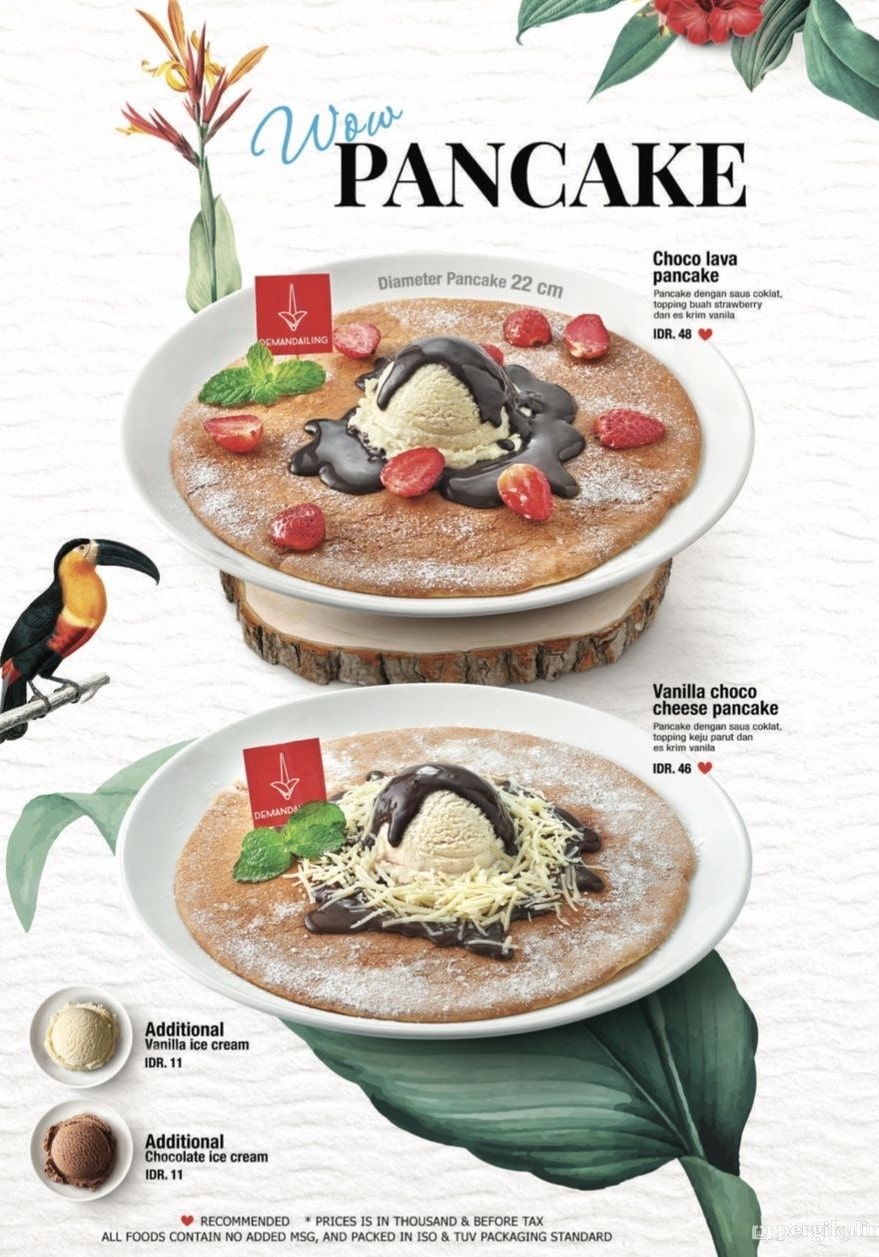 Wow
PANCAKE
Diameter Pancake 22 cm
DEMANDAILING
Choco lava
pancake
Pancake dengan saus coklat,
topping buah strawberry
dan es krim vanila
IDR. 48
Vanilla choco
cheese pancake
Pancake dengan saus coklat,
topping keju parut dan
es krim vanila
IDR. 46
Additional
Vanilla ice cream
IDR. 11
Additional
Chocolate ice cream
IDR. 11
RECOMMENDED * PRICES IS IN THOUSAND & BEFORE TAX
ALL FOODS CONTAIN NO ADDED MSG, AND PACKED IN ISO & TUV PACKAGING STANDARD